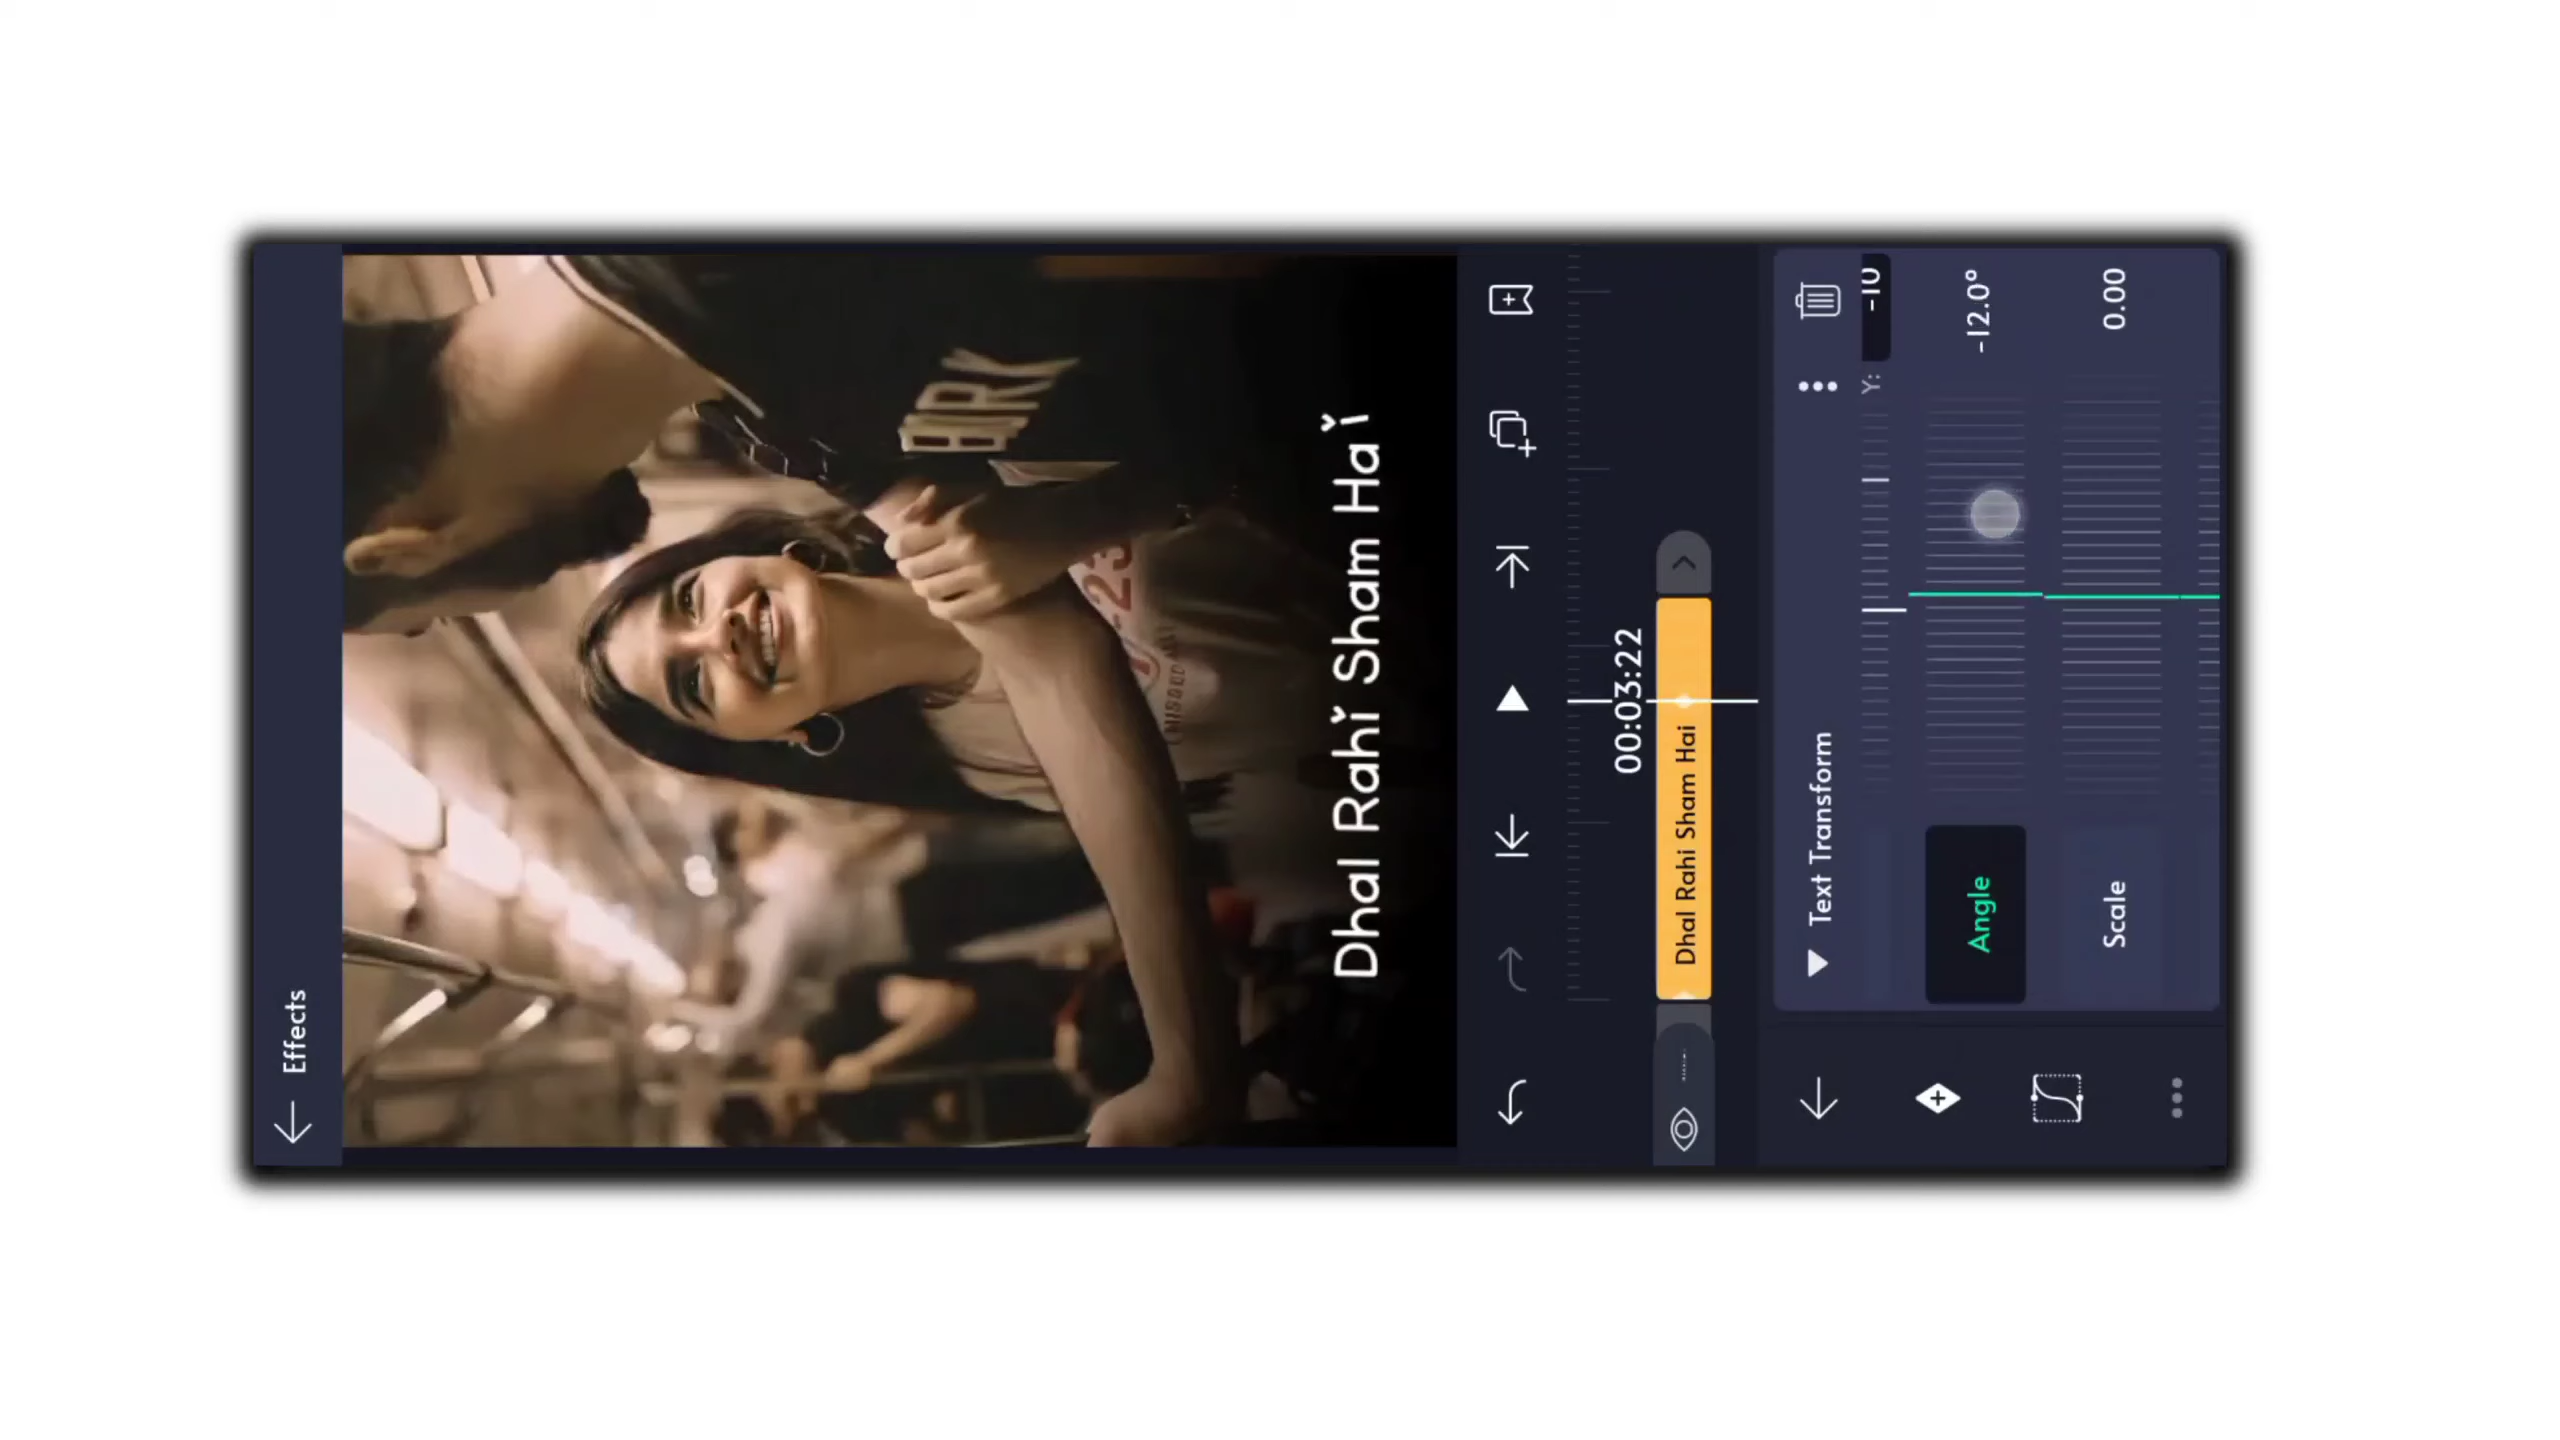 Effects
Dhal Rahi Sham Hai
00:03:22
Dhal Rahi Sham Hai
Text Transform
Y: -10
Angle -12.0°
Scale 0.00